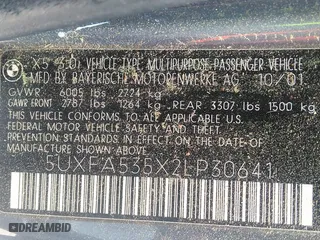 BMW
X5 3.0i VEHICLE TYPE MULTIPURPOSE PASSENGER VEHICLE
MFD. BY BAYERISCHE MOTORENWERKE AG 10/01
GVWR 6005 lbs 2724 kg
GAWR FRONT 2787 lbs 1264 kg REAR 3307 lbs 1500 kg
THIS VEHICLE CONFORMS TO ALL APPLICABLE
FEDERAL MOTOR VEHICLE SAFETY, BUMPER AND THEFT
PREVENTION STANDARDS IN EFFECT ON THE DATE OF
MANUFACTURE SHOWN ABOVE
5UXFA535X2LP30641
DREAMBID